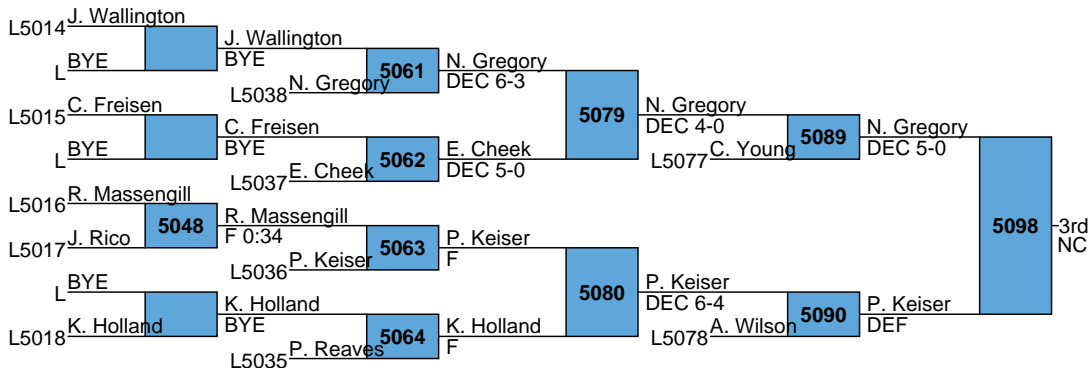 L5014 J. Wallington
L BYE
J. Wallington
BYE
L5038 N. Gregory
5061
N. Gregory
DEC 6-3
L5015 C. Freisen
L BYE
C. Freisen
BYE
L5037 E. Cheek
5062
E. Cheek
DEC 5-0
5079
N. Gregory
DEC 4-0
L5077 C. Young
5089
N. Gregory
DEC 5-0
L5016 R. Massengill
L5017 J. Rico
5048
R. Massengill
F 0:34
L5036 P. Keiser
5063
P. Keiser
F
L BYE
L5018 K. Holland
K. Holland
BYE
L5035 P. Reaves
5064
K. Holland
F
5080
P. Keiser
DEC 6-4
L5078 A. Wilson
5090
P. Keiser
DEF
5098
3rd
NC